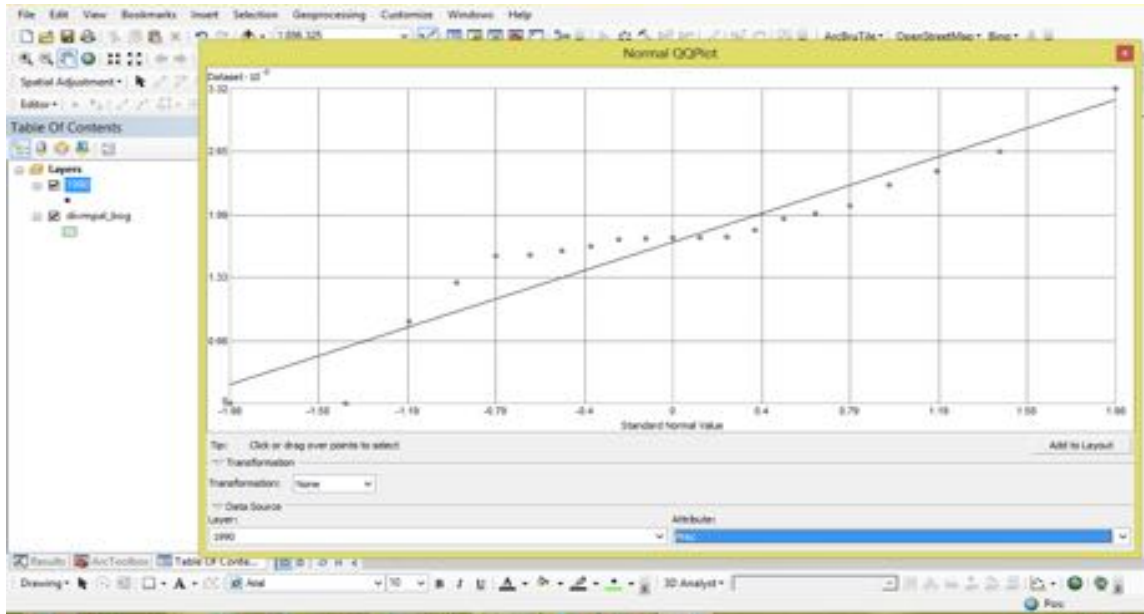 File Edit View Bookmarks Insert Selection Geoprocessing Customize Windows Help
ArcBruTile OpenStreetMap Bing
Normal QQPlot
Spatial Adjustment
Editor
Table Of Contents
Layers
1990
Dataset
3.32
2.65
1.99
1.33
0.66
0
-1.98 -1.58 -1.19 -0.79 -0.4 0 0.4 0.79 1.19 1.58 1.98
Standard Normal Value
Tip: Click or drag over points to select
Add to Layout
Transformation
Transformation: None
Data Source
Layer:
Attribute:
1990
Results ArcToolbox Table Of Conte...
Drawing A Arial 10 B I U A 3D Analyst